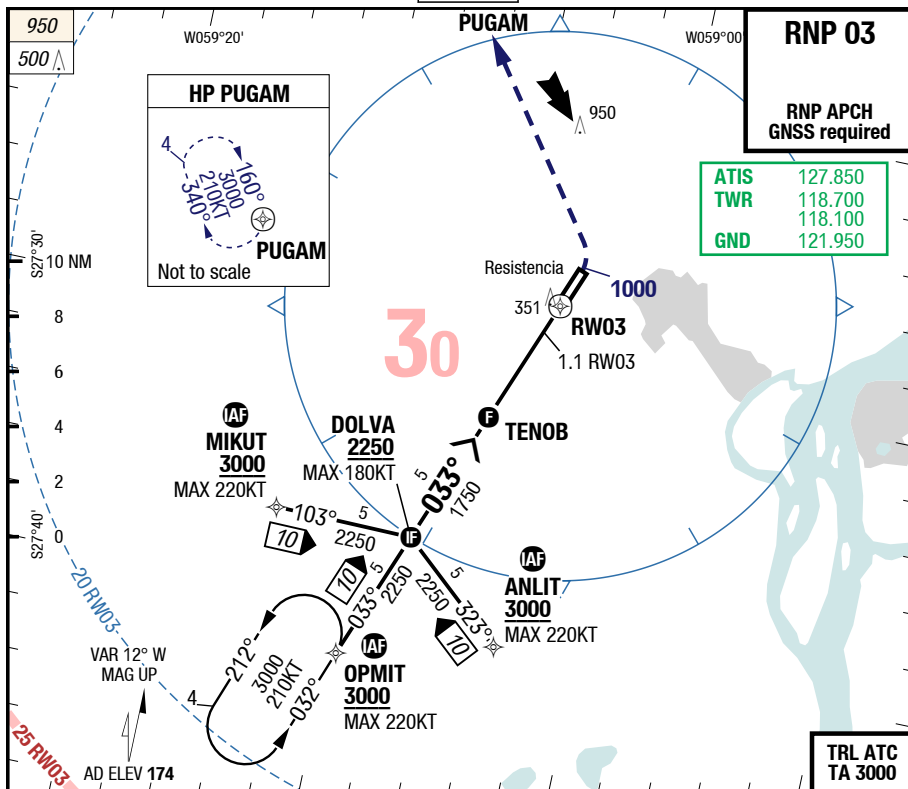 950
500
W059°20'
PUGAM
W059°00'
RNP 03
RNP APCH
GNSS required
HP PUGAM
4
160°
3000
210KT
340°
PUGAM
Not to scale
950
ATIS 127.850
TWR 118.700
118.100
GND 121.950
S27°30'
10 NM
8
6
4
2
0
S27°40'
Resistencia
351
1000
RW03
1.1 RW03
30
F
TENOB
DOLVA
2250
MAX 180KT
IAF
MIKUT
3000
MAX 220KT
5
033°
1750
103°
5
2250
10
IF
10
5
033°
2250
5
2250
323°
10
IAF
ANLIT
3000
MAX 220KT
20 RW03
VAR 12° W
MAG UP
212°
3000
210KT
032°
4
IAF
OPMIT
3000
MAX 220KT
25 RW03
AD ELEV 174
TRL ATC
TA 3000